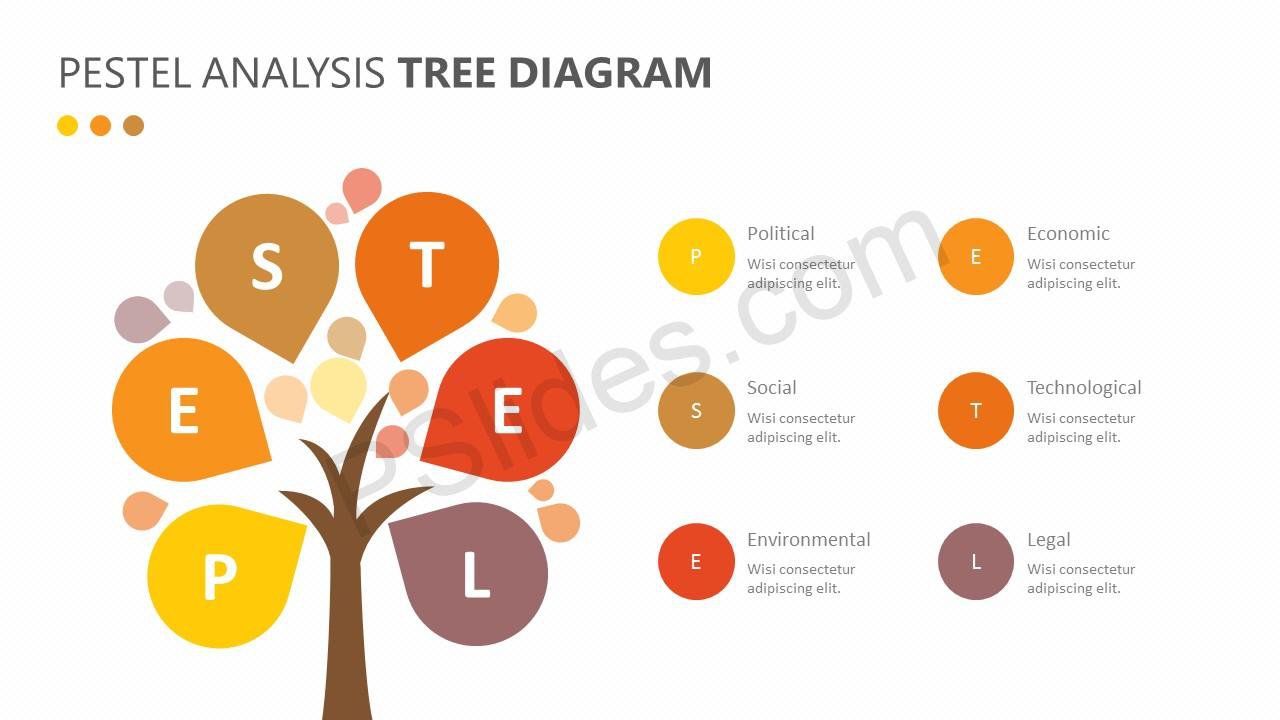 PESTEL ANALYSIS TREE DIAGRAM
S
T
E
E
P
L
P
Political
Wisi consectetur
adipiscing elit.
E
Economic
Wisi consectetur
adipiscing elit.
S
Social
Wisi consectetur
adipiscing elit.
T
Technological
Wisi consectetur
adipiscing elit.
E
Environmental
Wisi consectetur
adipiscing elit.
L
Legal
Wisi consectetur
adipiscing elit.
PSlides.com